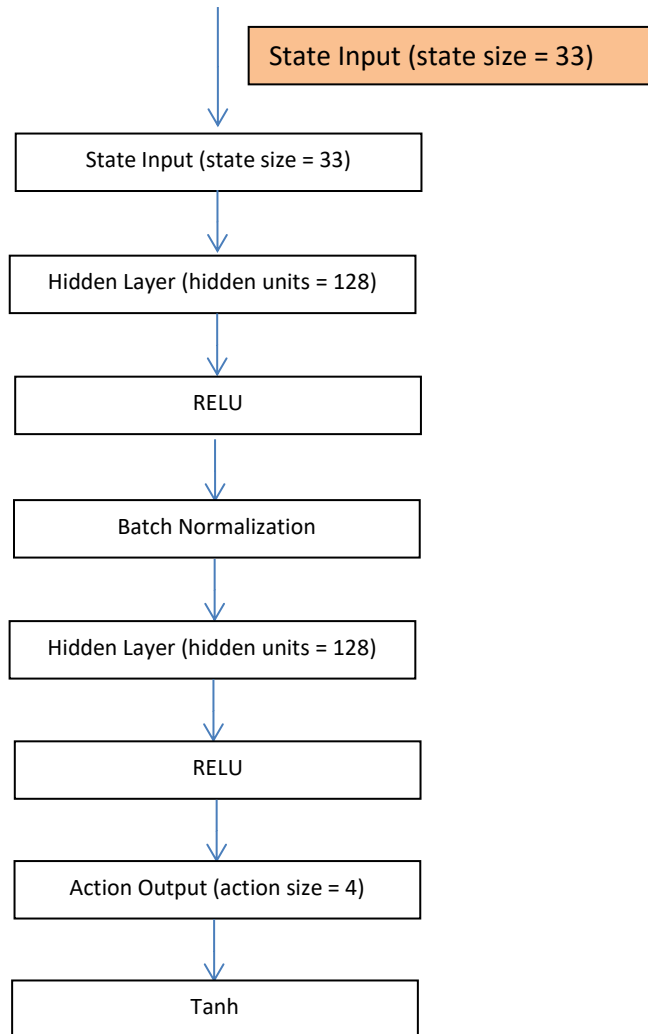 State Input (state size = 33)
State Input (state size = 33)
Hidden Layer (hidden units = 128)
RELU
Batch Normalization
Hidden Layer (hidden units = 128)
RELU
Action Output (action size = 4)
Tanh